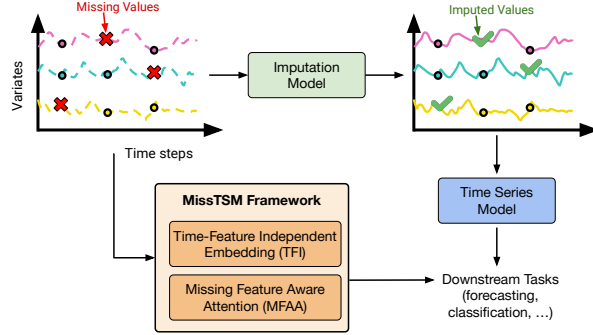 Missing Values
Imputed Values
Variates
Imputation
Model
Time steps
MissTSM Framework
Time-Feature Independent
Embedding (TFI)
Missing Feature Aware
Attention (MFAA)
Time Series
Model
Downstream Tasks
(forecasting,
classification, ...)